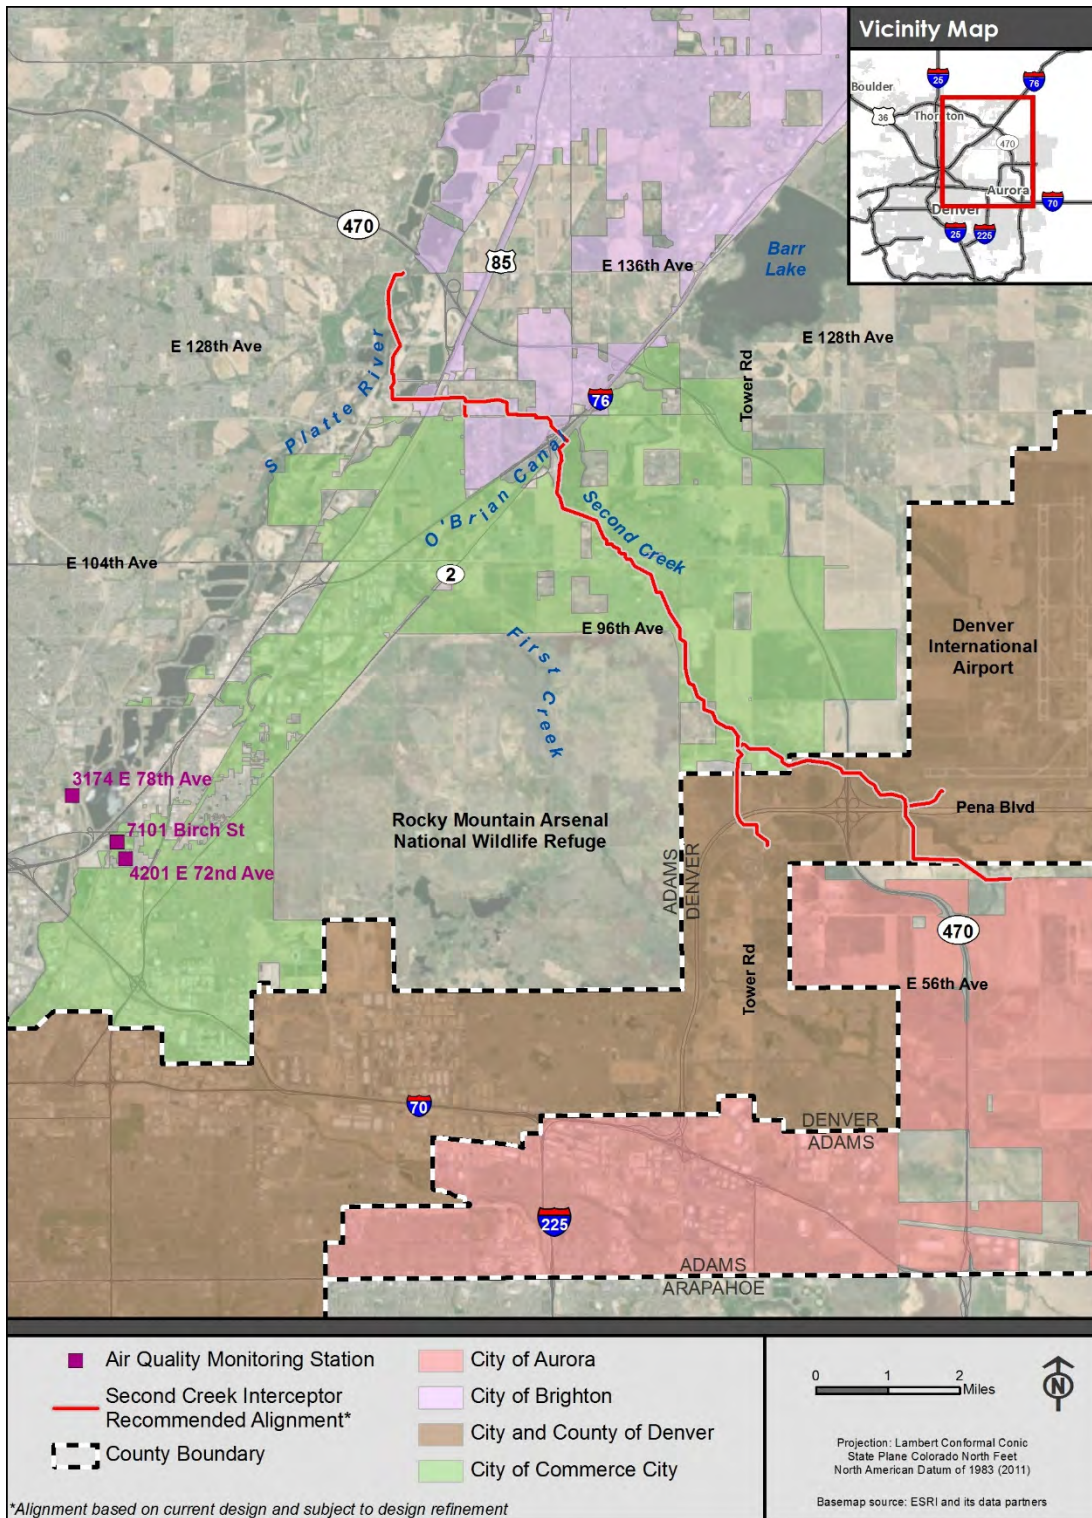 Vicinity Map
25
76
Boulder
36
Thornton
470
Aurora
Denver
70
25
225
470
85
E 136th Ave
Barr
Lake
E 128th Ave
E 128th Ave
S Platte River
Tower Rd
76
O'Brian Canal
Second Creek
E 104th Ave
2
E 96th Ave
First Creek
Denver
International
Airport
3174 E 78th Ave
7101 Birch St
4201 E 72nd Ave
Rocky Mountain Arsenal
National Wildlife Refuge
Pena Blvd
ADAMS
DENVER
470
Tower Rd
E 56th Ave
70
DENVER
ADAMS
225
ADAMS
ARAPAHOE
Air Quality Monitoring Station
Second Creek Interceptor
Recommended Alignment*
County Boundary
City of Aurora
City of Brighton
City and County of Denver
City of Commerce City
0 1 2
Miles
N
Projection: Lambert Conformal Conic
State Plane Colorado North Feet
North American Datum of 1983 (2011)
Basemap source: ESRI and its data partners
*Alignment based on current design and subject to design refinement